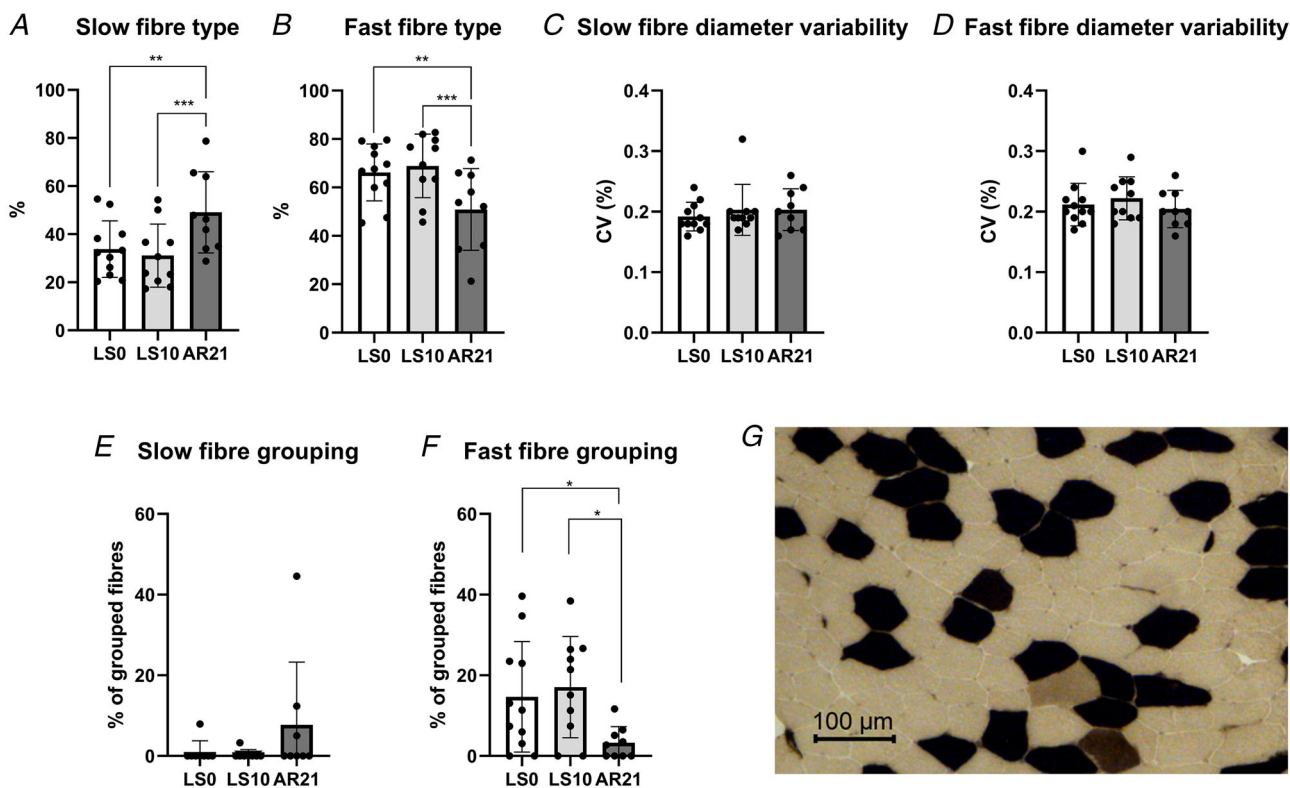 A Slow fibre type
B Fast fibre type
C Slow fibre diameter variability
D Fast fibre diameter variability
**
***
100
80
60
40
20
0
%
LS0 LS10 AR21
**
***
100
80
60
40
20
0
%
LS0 LS10 AR21
0.4
0.3
0.2
0.1
0.0
CV (%)
LS0 LS10 AR21
0.4
0.3
0.2
0.1
0.0
CV (%)
LS0 LS10 AR21
E Slow fibre grouping
F Fast fibre grouping
G
60
40
20
0
% of grouped fibres
LS0 LS10 AR21
*
*
60
40
20
0
% of grouped fibres
LS0 LS10 AR21
100 µm